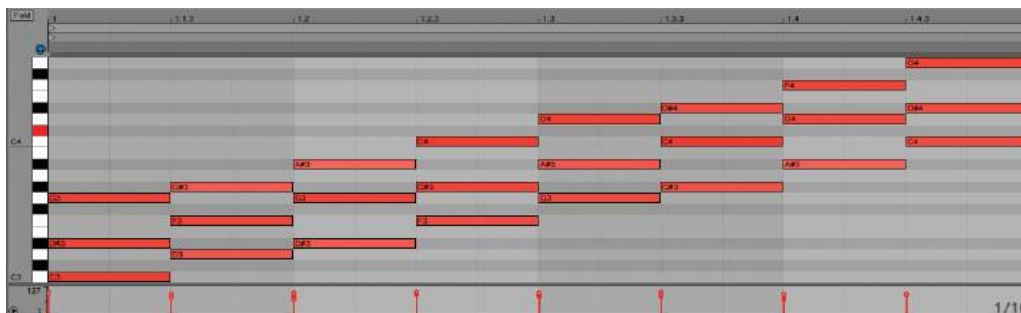 Fold
1 1.1.3 1.2 1.2.3 1.3 1.3.3 1.4 1.4.3
G4
F4
D#4 D#4
D4 D4
C4 C4 C4 C4
A#3 A#3 A#3
G#3 G#3 G#3
G3 G3 G3
F3 F3
D#3 D#3
D3
C3 C3
127
1